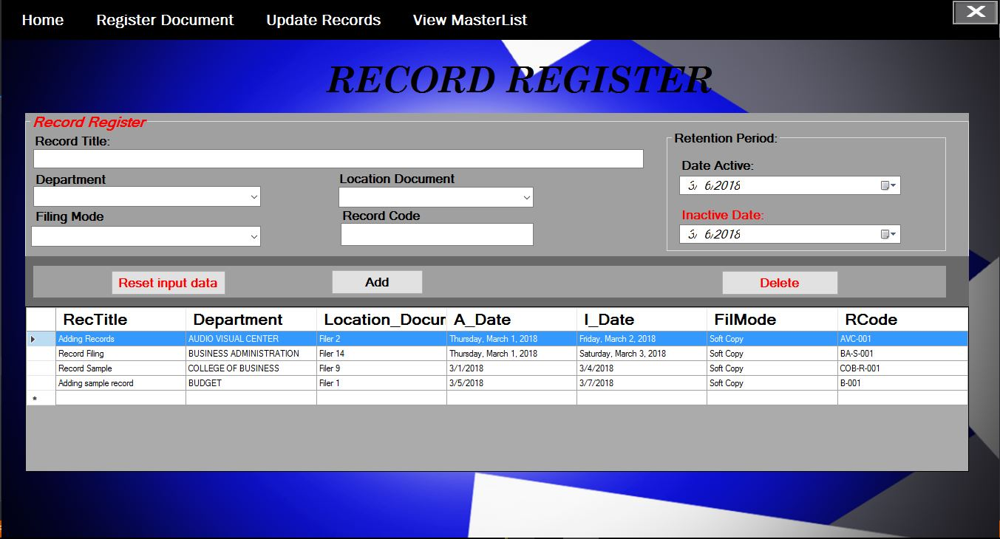 Home Register Document Update Records View MasterList
RECORD REGISTER
Record Register
Record Title:
Retention Period:
Date Active:
Department Location Document
3/ 6/2018
Filing Mode Record Code
Inactive Date:
3/ 6/2018
Reset input data Add Delete
RecTitle Department Location_Docur A_Date I_Date FilMode RCode
Adding Records AUDIO VISUAL CENTER Filer 2 Thursday, March 1, 2018 Friday, March 2, 2018 Soft Copy AVC-001
Record Filing BUSINESS ADMINISTRATION Filer 14 Thursday, March 1, 2018 Saturday, March 3, 2018 Soft Copy BA-S-001
Record Sample COLLEGE OF BUSINESS Filer 9 3/1/2018 3/4/2018 Soft Copy COB-R-001
Adding sample record BUDGET Filer 1 3/5/2018 3/7/2018 Soft Copy B-001